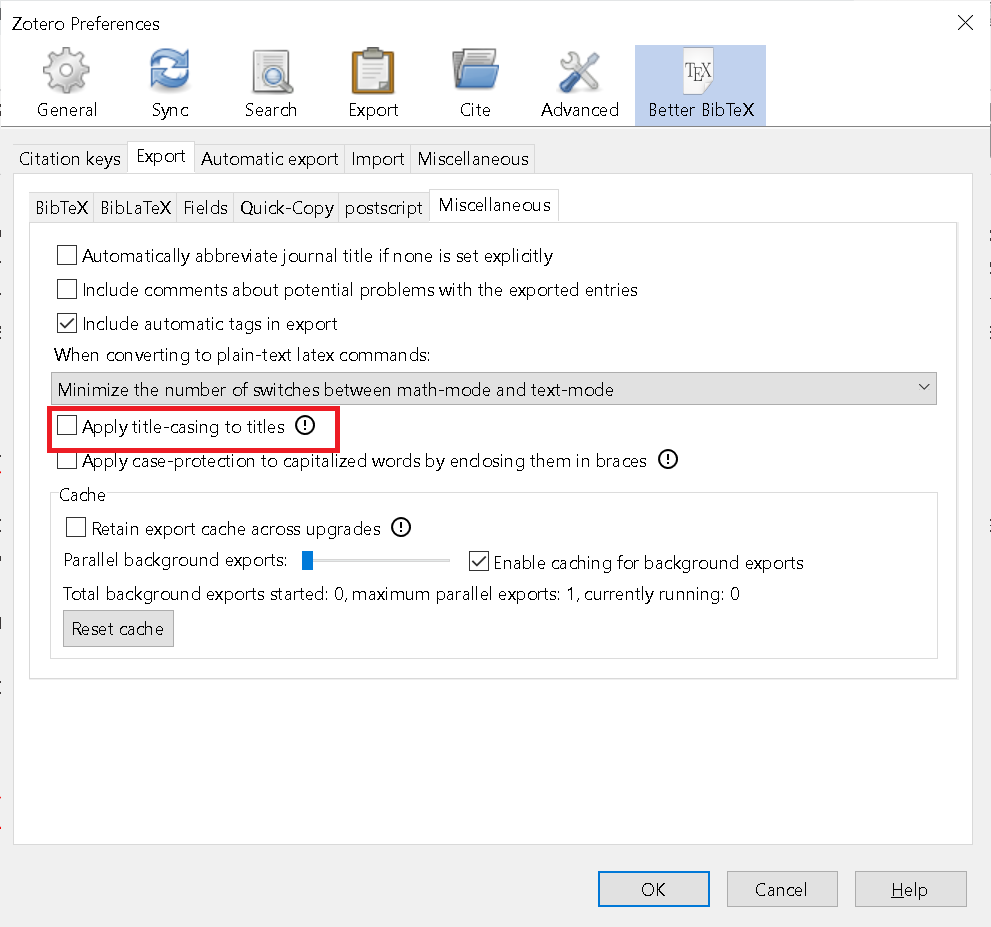 Zotero Preferences
General Sync Search Export Cite Advanced TEX Better BibTeX
Citation keys Export Automatic export Import Miscellaneous
BibTeX BibLaTeX Fields Quick-Copy postscript Miscellaneous
Automatically abbreviate journal title if none is set explicitly
Include comments about potential problems with the exported entries
Include automatic tags in export
When converting to plain-text latex commands:
Minimize the number of switches between math-mode and text-mode
Apply title-casing to titles
Apply case-protection to capitalized words by enclosing them in braces
Cache
Retain export cache across upgrades
Parallel background exports: Enable caching for background exports
Total background exports started: 0, maximum parallel exports: 1, currently running: 0
Reset cache
OK Cancel Help